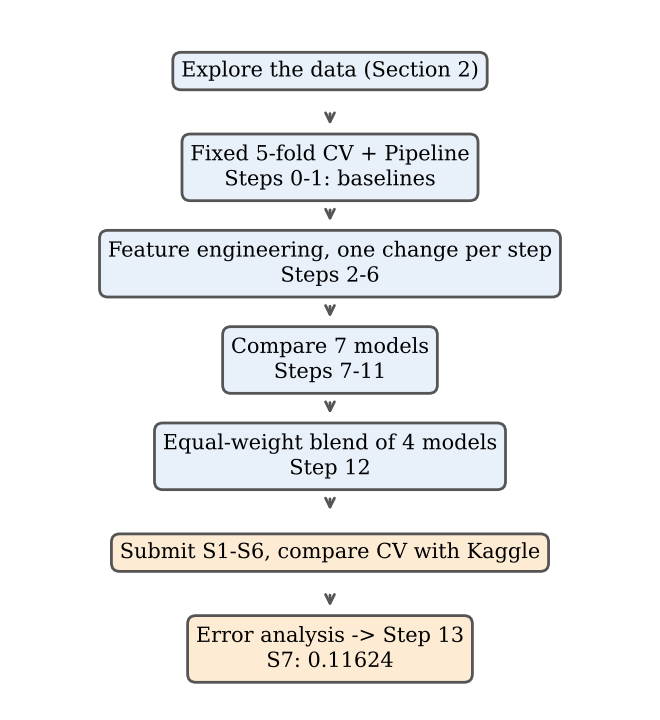 Explore the data (Section 2)
Fixed 5-fold CV + Pipeline
Steps 0-1: baselines
Feature engineering, one change per step
Steps 2-6
Compare 7 models
Steps 7-11
Equal-weight blend of 4 models
Step 12
Submit S1-S6, compare CV with Kaggle
Error analysis -> Step 13
S7: 0.11624